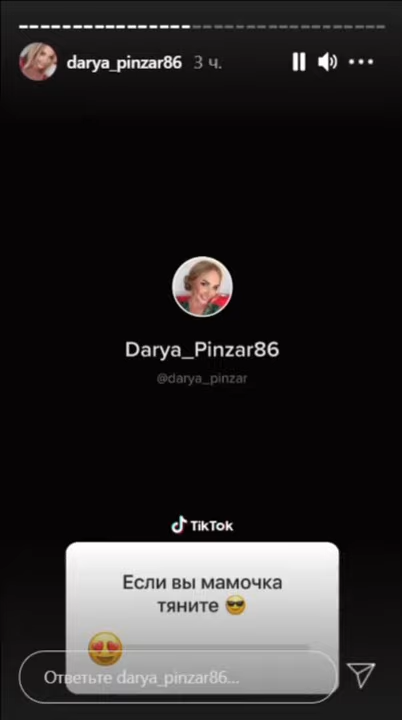 darya_pinzar86 3 ч.
Darya_Pinzar86
@darya_pinzar
TikTok
Если вы мамочка
тяните 😎
Ответьте darya_pinzar86...